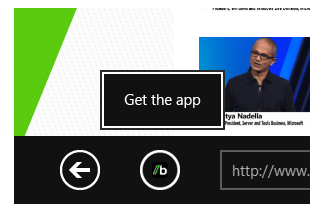 Get the app
tya Nadella
President, Server and Tools Business, Microsoft
//b
http://www.